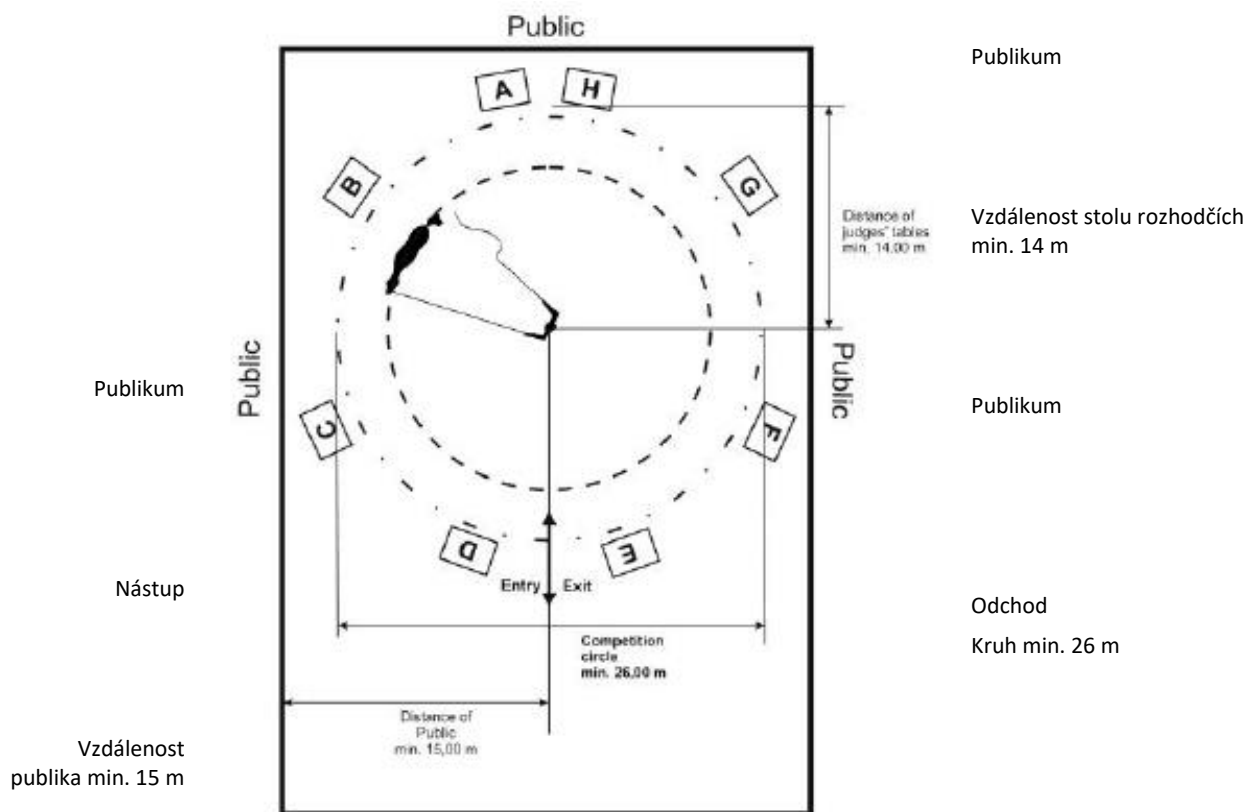 Public
Publikum
A
H
B
G
Distance of
judges' tables
min. 14,00 m
Vzdálenost stolu rozhodčích
min. 14 m
Public
Public
Publikum
Publikum
C
F
D
E
Nástup
Entry
Exit
Odchod
Competition
circle
min. 26,00 m
Kruh min. 26 m
Distance of
Public
min. 15,00 m
Vzdálenost
publika min. 15 m